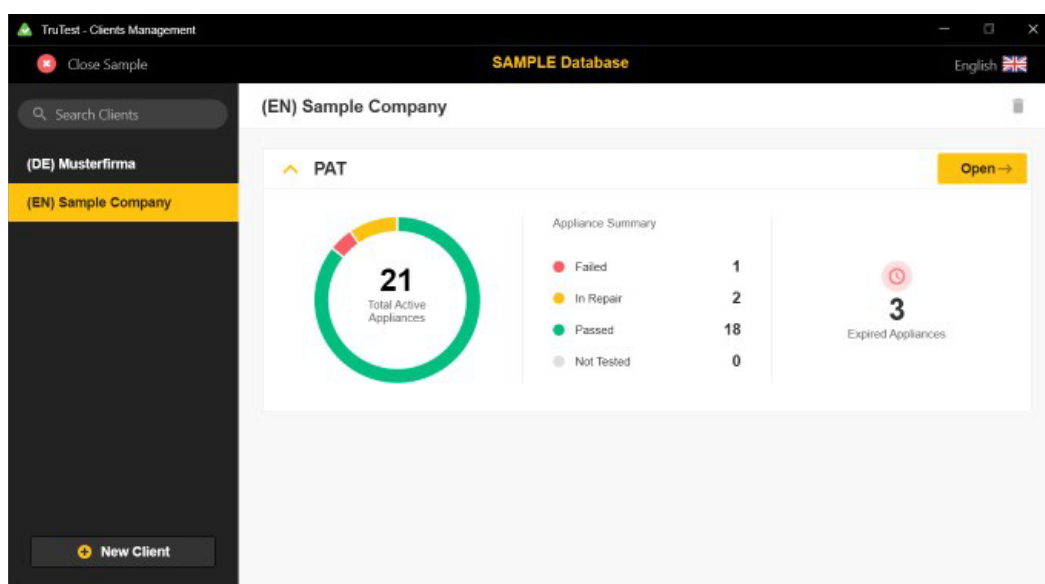 TruTest - Clients Management
Close Sample
SAMPLE Database
English
Search Clients
(DE) Musterfirma
(EN) Sample Company
New Client
(EN) Sample Company
PAT
Open→
21
Total Active
Appliances
Appliance Summary
Failed 1
In Repair 2
Passed 18
Not Tested 0
3
Expired Appliances